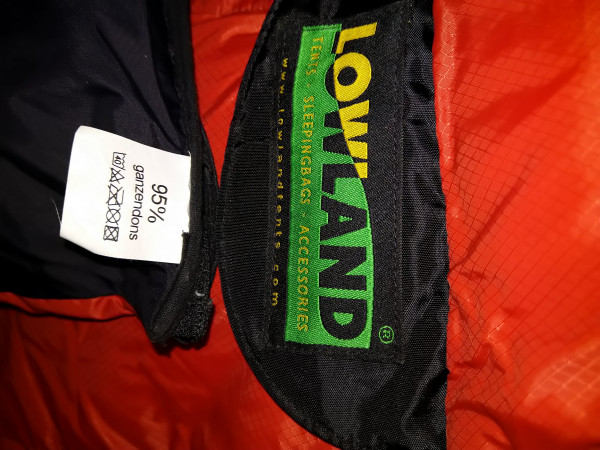 LOWLAND
®
TENTS - SLEEPINGBAGS - ACCESSORIES
www.lowlandtents.com
95%
ganzendons
40